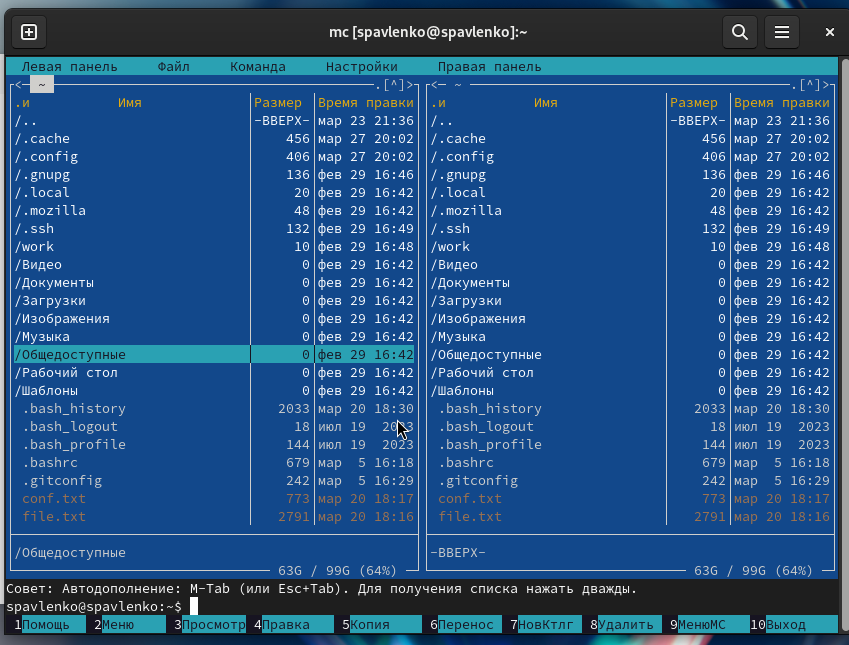 mc [spavlenko@spavlenko]:~
Левая панель Файл Команда Настройки Правая панель
<- ~ .[^]> <- ~ .[^]>
.и Имя Размер Время правки .и Имя Размер Время правки
/.. -ВВЕРХ- мар 23 21:36 /.. -ВВЕРХ- мар 23 21:36
/.cache 456 мар 27 20:02 /.cache 456 мар 27 20:02
/.config 406 мар 27 20:02 /.config 406 мар 27 20:02
/.gnupg 136 фев 29 16:46 /.gnupg 136 фев 29 16:46
/.local 20 фев 29 16:42 /.local 20 фев 29 16:42
/.mozilla 48 фев 29 16:42 /.mozilla 48 фев 29 16:42
/.ssh 132 фев 29 16:49 /.ssh 132 фев 29 16:49
/work 10 фев 29 16:48 /work 10 фев 29 16:48
/Видео 0 фев 29 16:42 /Видео 0 фев 29 16:42
/Документы 0 фев 29 16:42 /Документы 0 фев 29 16:42
/Загрузки 0 фев 29 16:42 /Загрузки 0 фев 29 16:42
/Изображения 0 фев 29 16:42 /Изображения 0 фев 29 16:42
/Музыка 0 фев 29 16:42 /Музыка 0 фев 29 16:42
/Общедоступные 0 фев 29 16:42 /Общедоступные 0 фев 29 16:42
/Рабочий стол 0 фев 29 16:42 /Рабочий стол 0 фев 29 16:42
/Шаблоны 0 фев 29 16:42 /Шаблоны 0 фев 29 16:42
.bash_history 2033 мар 20 18:30 .bash_history 2033 мар 20 18:30
.bash_logout 18 июл 19 2023 .bash_logout 18 июл 19 2023
.bash_profile 144 июл 19 2023 .bash_profile 144 июл 19 2023
.bashrc 679 мар 5 16:18 .bashrc 679 мар 5 16:18
.gitconfig 242 мар 5 16:29 .gitconfig 242 мар 5 16:29
conf.txt 773 мар 20 18:17 conf.txt 773 мар 20 18:17
file.txt 2791 мар 20 18:16 file.txt 2791 мар 20 18:16
/Общедоступные -ВВЕРХ-
63G / 99G (64%) 63G / 99G (64%)
Совет: Автодополнение: M-Tab (или Esc+Tab). Для получения списка нажать дважды.
spavlenko@spavlenko:~$
1Помощь 2Меню 3Просмотр 4Правка 5Копия 6Перенос 7НовКтлг 8Удалить 9МенюMC 10Выход